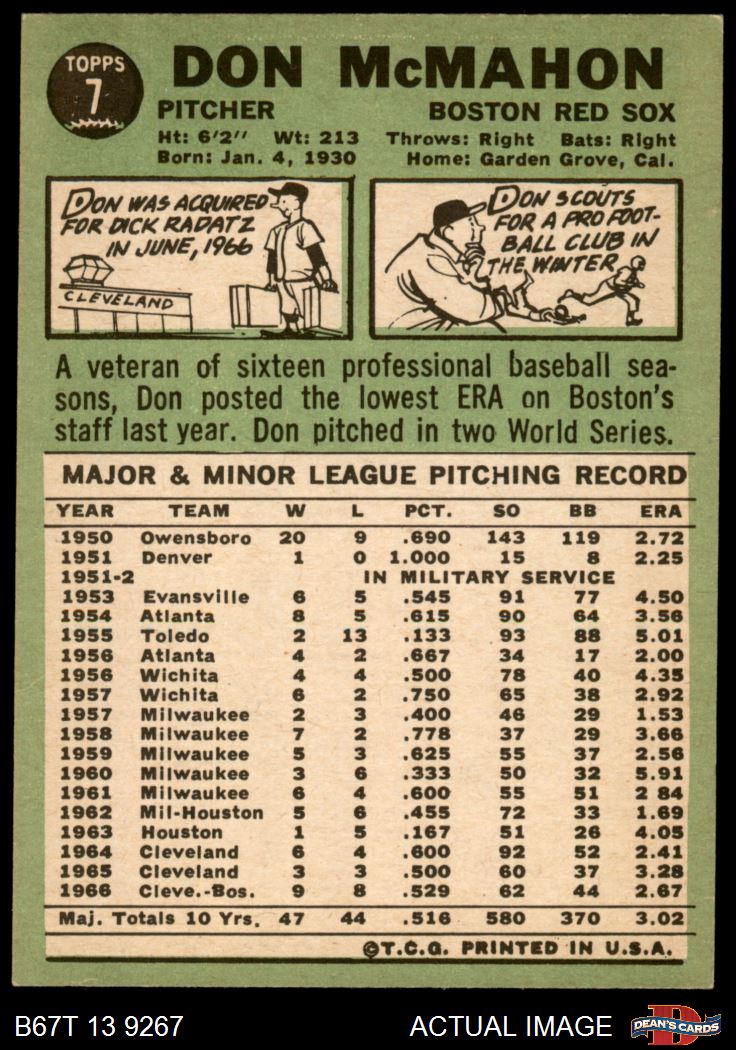 TOPPS
7
DON McMAHON
PITCHER BOSTON RED SOX
Ht: 6'2" Wt: 213 Throws: Right Bats: Right
Born: Jan. 4, 1930 Home: Garden Grove, Cal.
DON WAS ACQUIRED
FOR DICK RADATZ
IN JUNE, 1966
CLEVELAND
DON SCOUTS
FOR A PRO FOOT-
BALL CLUB IN
THE WINTER
A veteran of sixteen professional baseball sea-
sons, Don posted the lowest ERA on Boston's
staff last year. Don pitched in two World Series.
MAJOR & MINOR LEAGUE PITCHING RECORD
YEAR TEAM W L PCT. SO BB ERA
1950 Owensboro 20 9 .690 143 119 2.72
1951 Denver 1 0 1.000 15 8 2.25
1951-2 IN MILITARY SERVICE
1953 Evansville 6 5 .545 91 77 4.50
1954 Atlanta 8 5 .615 90 64 3.56
1955 Toledo 2 13 .133 93 88 5.01
1956 Atlanta 4 2 .667 34 17 2.00
1956 Wichita 4 4 .500 78 40 4.35
1957 Wichita 6 2 .750 65 38 2.92
1957 Milwaukee 2 3 .400 46 29 1.53
1958 Milwaukee 7 2 .778 37 29 3.66
1959 Milwaukee 5 3 .625 55 37 2.56
1960 Milwaukee 3 6 .333 50 32 5.91
1961 Milwaukee 6 4 .600 55 51 2 84
1962 Mil-Houston 5 6 .455 72 33 1.69
1963 Houston 1 5 .167 51 26 4.05
1964 Cleveland 6 4 .600 92 52 2.41
1965 Cleveland 3 3 .500 60 37 3.28
1966 Cleve.-Bos. 9 8 .529 62 44 2.67
Maj. Totals 10 Yrs. 47 44 .516 580 370 3.02
©T.C.G. PRINTED IN U.S.A.
B67T 13 9267 ACTUAL IMAGE
D
DEAN'S CARDS